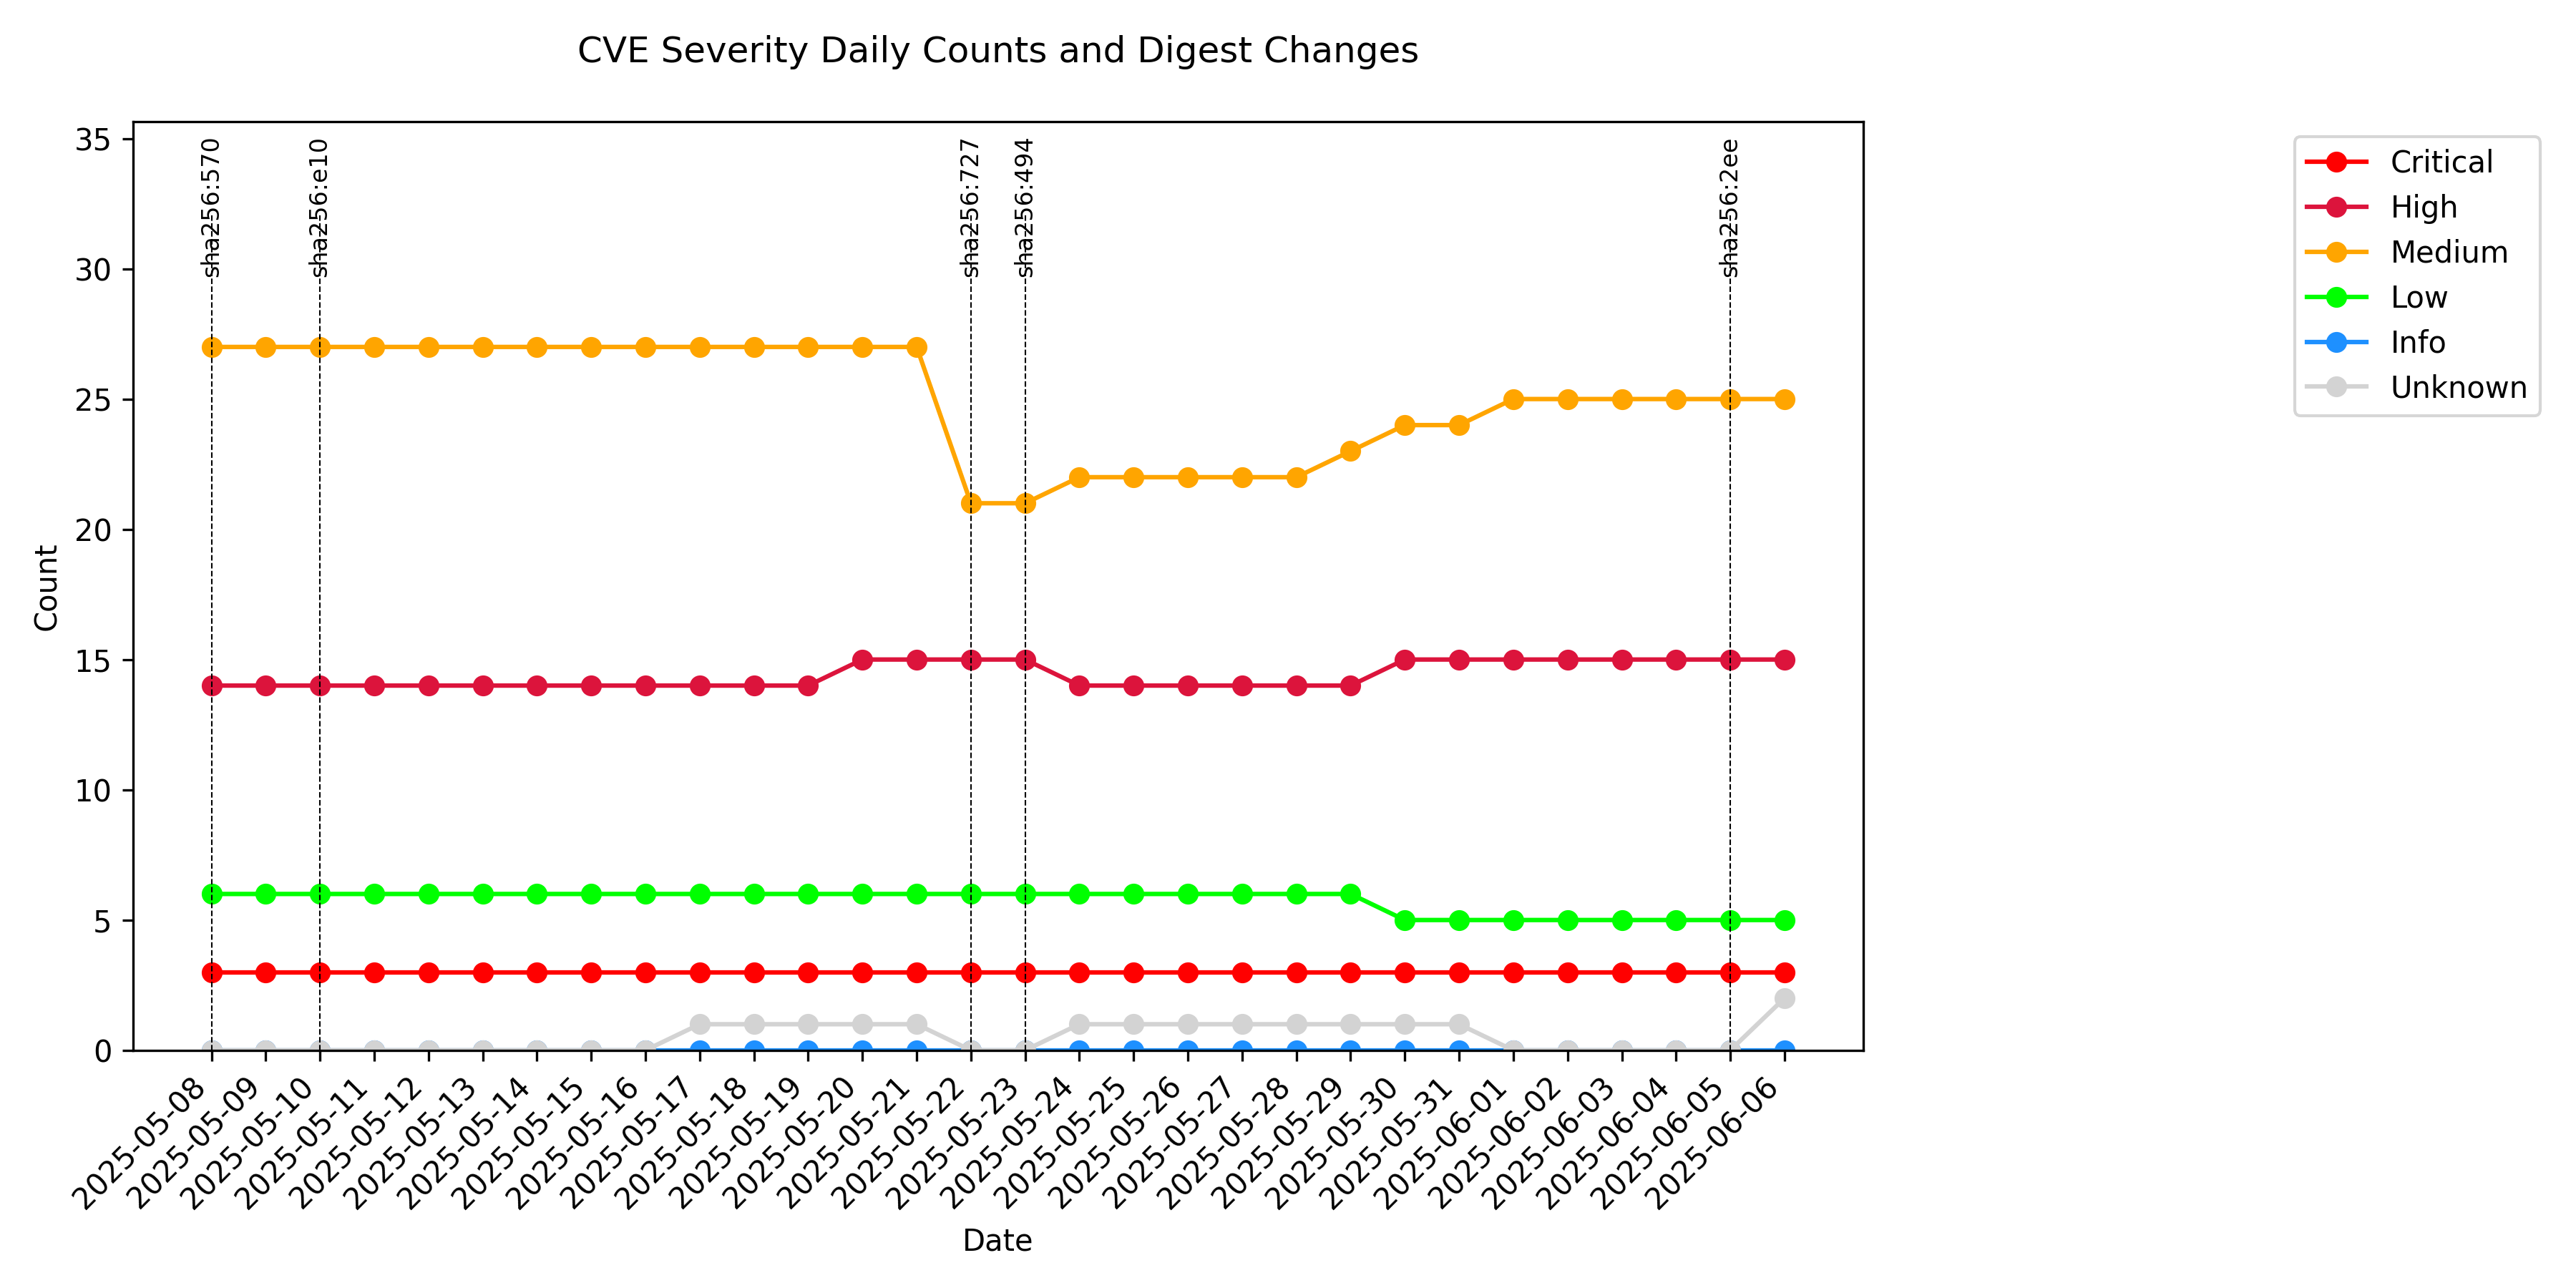 CVE Severity Daily Counts and Digest Changes
35
30
25
20
15
10
5
0
Count
sha256:570
sha256:e10
sha256:727
sha256:494
sha256:2ee
Critical
High
Medium
Low
Info
Unknown
2025-05-08
2025-05-09
2025-05-10
2025-05-11
2025-05-12
2025-05-13
2025-05-14
2025-05-15
2025-05-16
2025-05-17
2025-05-18
2025-05-19
2025-05-20
2025-05-21
2025-05-22
2025-05-23
2025-05-24
2025-05-25
2025-05-26
2025-05-27
2025-05-28
2025-05-29
2025-05-30
2025-05-31
2025-06-01
2025-06-02
2025-06-03
2025-06-04
2025-06-05
2025-06-06
Date